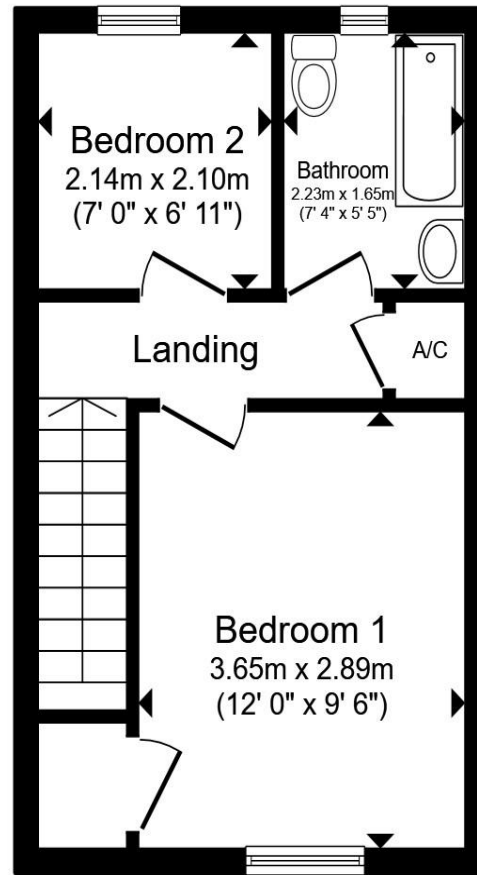 Bedroom 2
2.14m x 2.10m
(7' 0" x 6' 11")
Bathroom
2.23m x 1.65m
(7' 4" x 5' 5")
Landing
A/C
Bedroom 1
3.65m x 2.89m
(12' 0" x 9' 6")